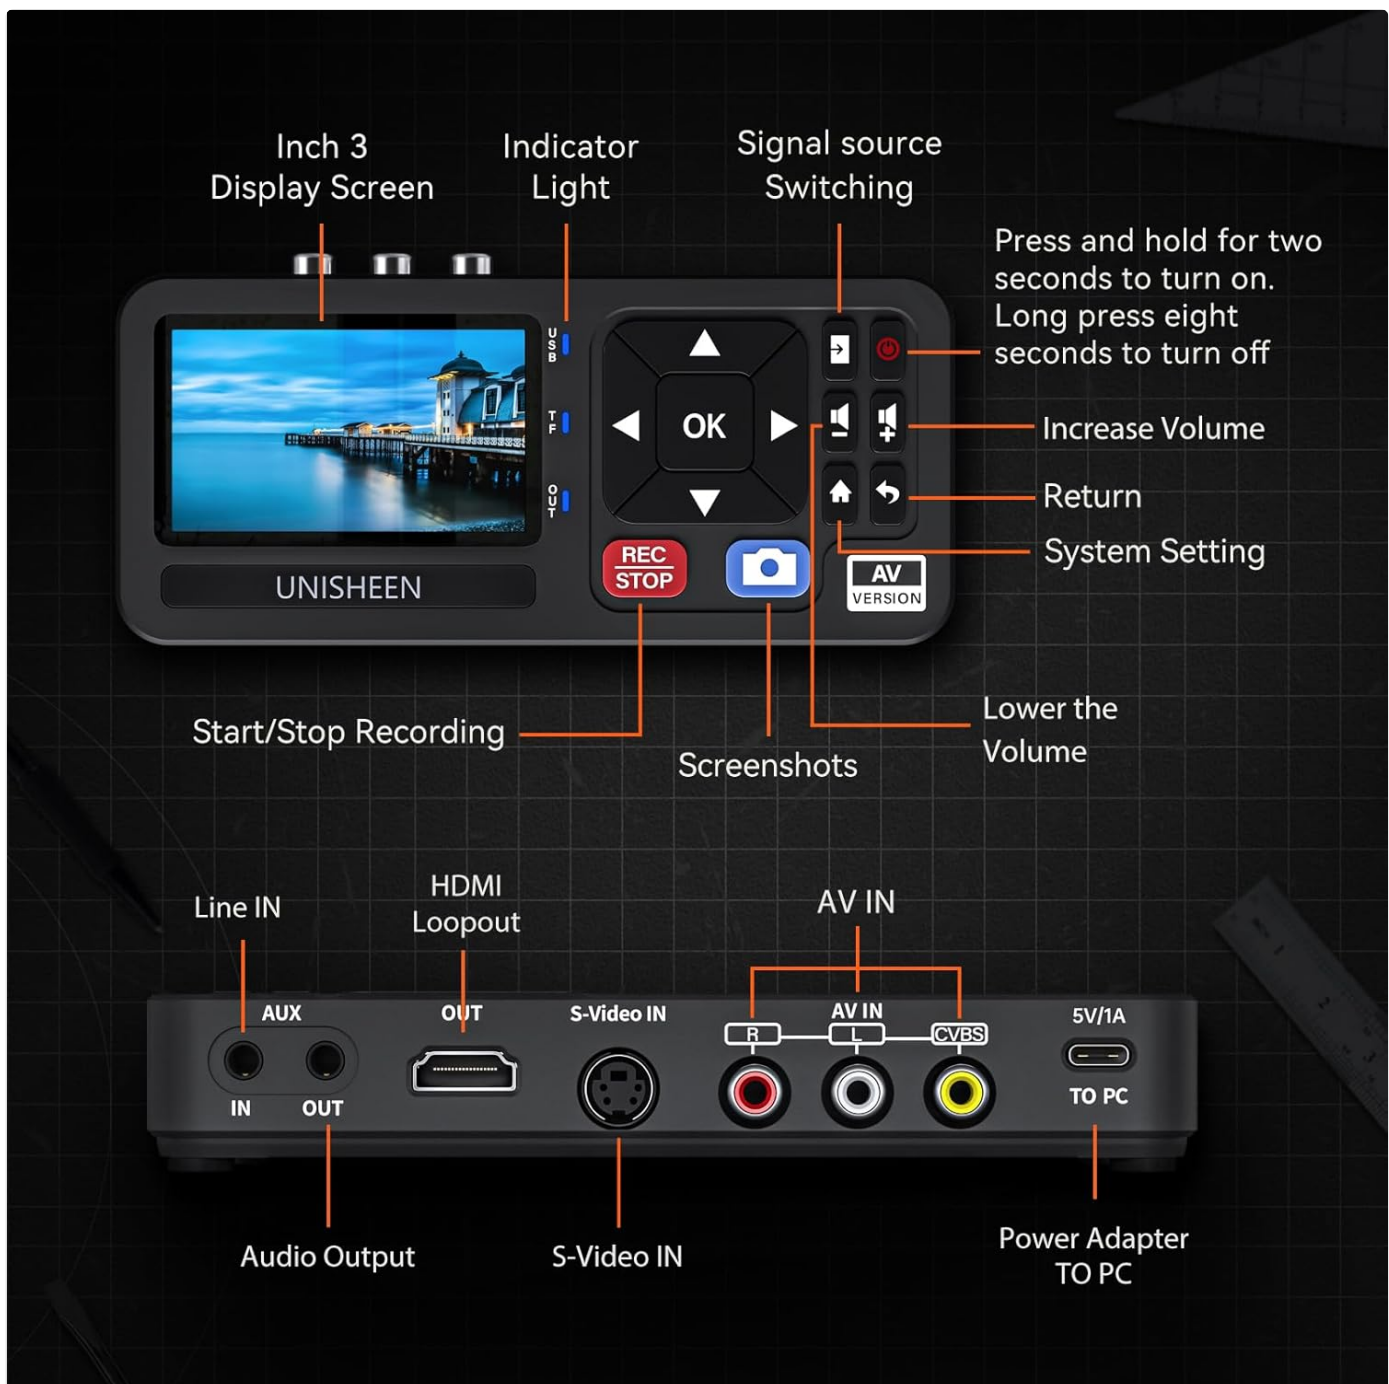 Inch 3
Display Screen
Indicator
Light
Signal source
Switching
Press and hold for two
seconds to turn on.
Long press eight
seconds to turn off
USB
TF
OUT
OK
Increase Volume
Return
System Setting
REC
STOP
AV
VERSION
UNISHEEN
Start/Stop Recording
Screenshots
Lower the
Volume
Line IN
HDMI
Loopout
AV IN
AUX
IN
OUT
OUT
S-Video IN
AV IN
R
L
CVBS
5V/1A
TO PC
Audio Output
S-Video IN
Power Adapter
TO PC